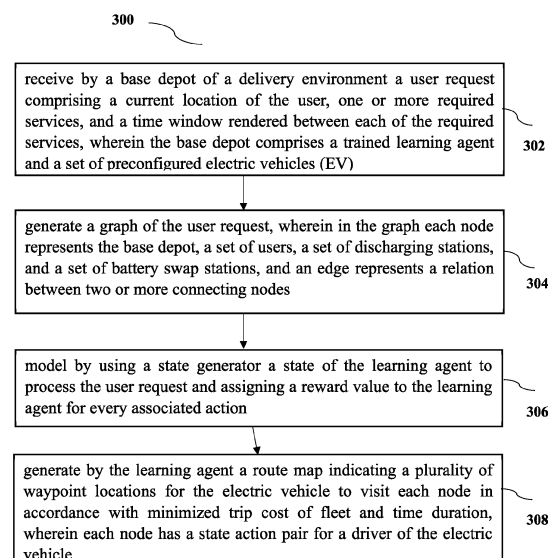 300
receive by a base depot of a delivery environment a user request
comprising a current location of the user, one or more required
services, and a time window rendered between each of the required
services, wherein the base depot comprises a trained learning agent
and a set of preconfigured electric vehicles (EV)
302
generate a graph of the user request, wherein in the graph each node
represents the base depot, a set of users, a set of discharging stations,
and a set of battery swap stations, and an edge represents a relation
between two or more connecting nodes
304
model by using a state generator a state of the learning agent to
process the user request and assigning a reward value to the learning
agent for every associated action
306
generate by the learning agent a route map indicating a plurality of
waypoint locations for the electric vehicle to visit each node in
accordance with minimized trip cost of fleet and time duration,
wherein each node has a state action pair for a driver of the electric
vehicle
308